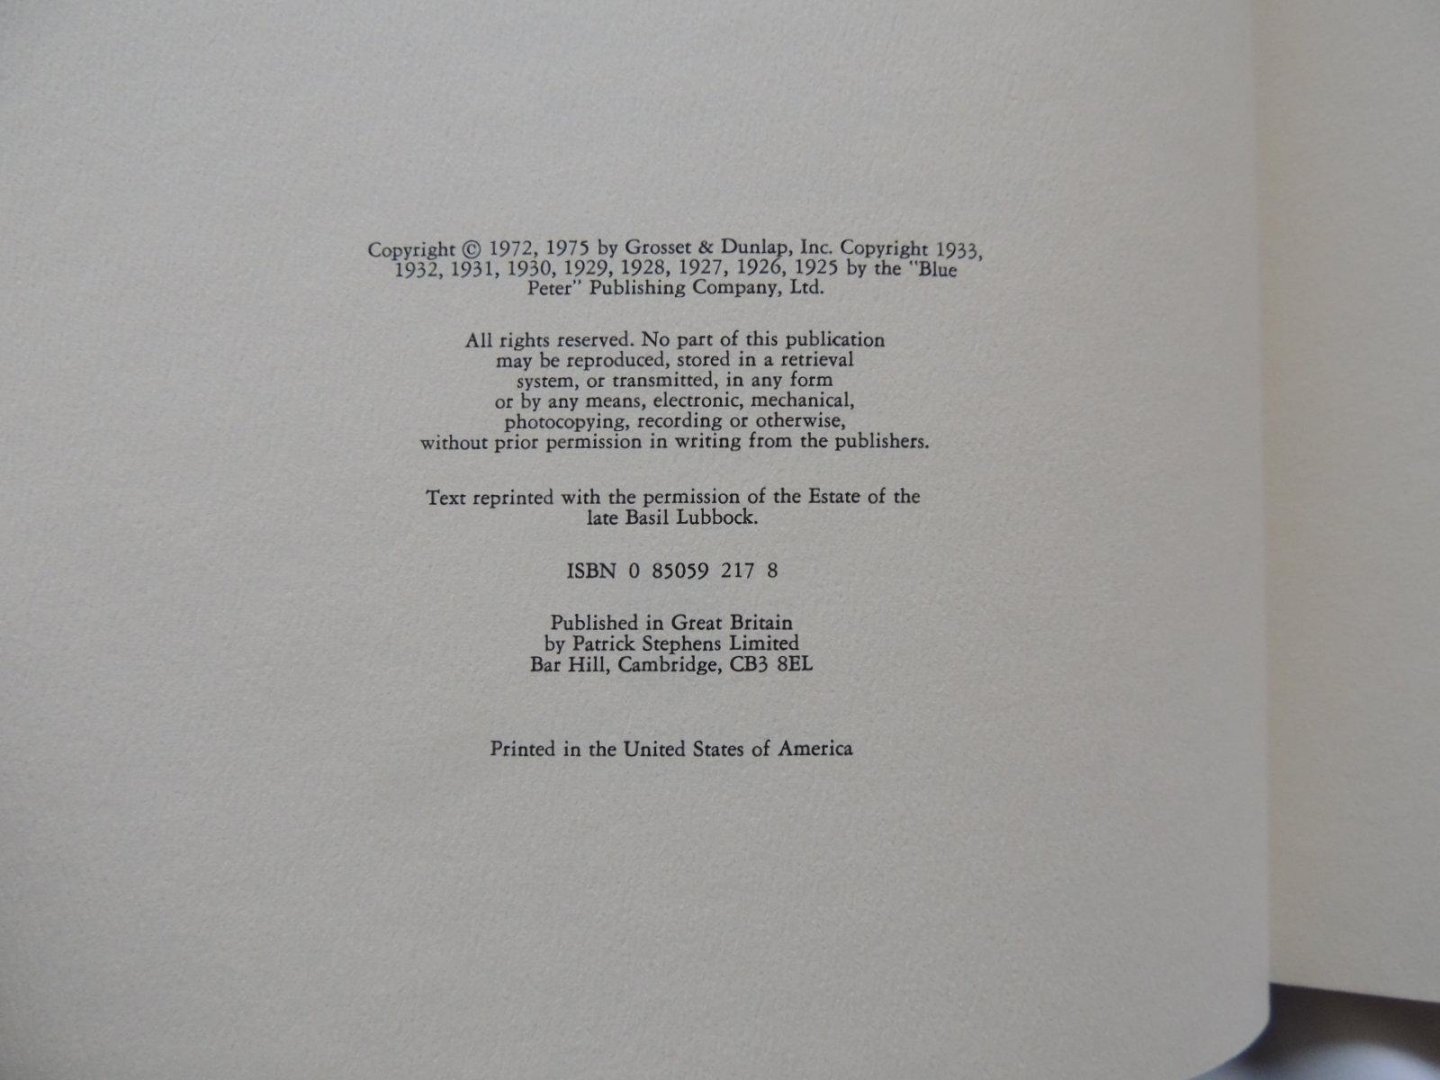 Copyright © 1972, 1975 by Grosset & Dunlap, Inc. Copyright 1933,
1932, 1931, 1930, 1929, 1928, 1927, 1926, 1925 by the "Blue
Peter" Publishing Company, Ltd.
All rights reserved. No part of this publication
may be reproduced, stored in a retrieval
system, or transmitted, in any form
or by any means, electronic, mechanical,
photocopying, recording or otherwise,
without prior permission in writing from the publishers.
Text reprinted with the permission of the Estate of the
late Basil Lubbock.
ISBN 0 85059 217 8
Published in Great Britain
by Patrick Stephens Limited
Bar Hill, Cambridge, CB3 8EL
Printed in the United States of America